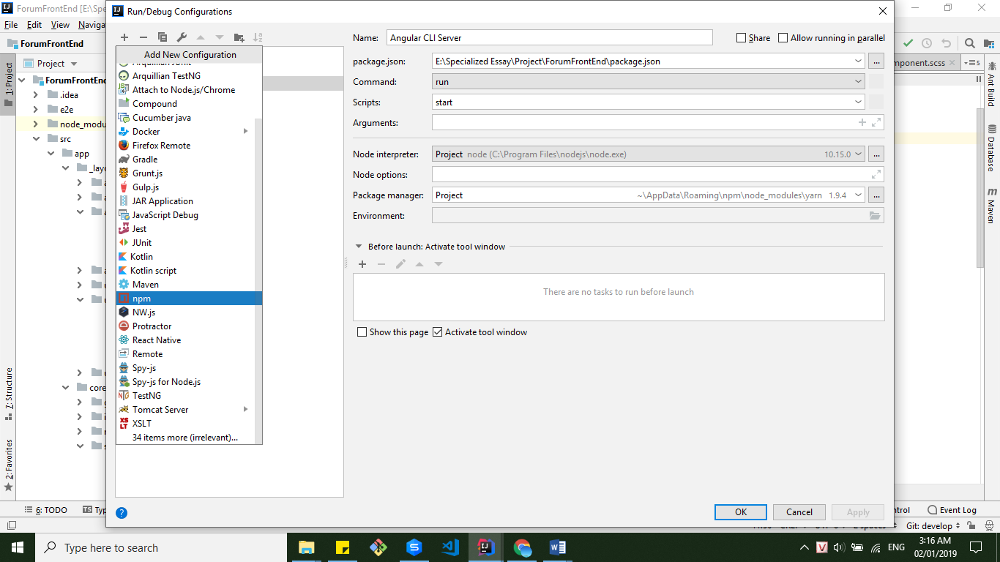 ForumFrontEnd [E:\Spe
Run/Debug Configurations
File Edit View Naviga
ForumFrontEnd
Project
ForumFrontE
.idea
e2e
node_modu
src
app
_layo
core
1: Project
7: Structure
2: Favorites
Add New Configuration
Arquillian JUnit
Arquillian TestNG
Attach to Node.js/Chrome
Compound
Cucumber java
Docker
Firefox Remote
Gradle
Grunt.js
Gulp.js
JAR Application
JavaScript Debug
Jest
JUnit
Kotlin
Kotlin script
Maven
npm
NW.js
Protractor
React Native
Remote
Spy-js
Spy-js for Node.js
TestNG
Tomcat Server
XSLT
34 items more (irrelevant)...
Name: Angular CLI Server Share Allow running in parallel
package.json: E:\Specialized Essay\Project\ForumFrontEnd\package.json ...
Command: run
Scripts: start
Arguments:
Node interpreter: Project node (C:\Program Files\nodejs\node.exe) 10.15.0 ...
Node options:
Package manager: Project ~\AppData\Roaming\npm\node_modules\yarn 1.9.4 ...
Environment:
Before launch: Activate tool window
There are no tasks to run before launch
Show this page Activate tool window
? OK Cancel Apply
mponent.scss
5
Ant Build
Database
Maven
6: TODO Typ ntrol Event Log
Git: develop
Type here to search
ENG
3:16 AM
02/01/2019